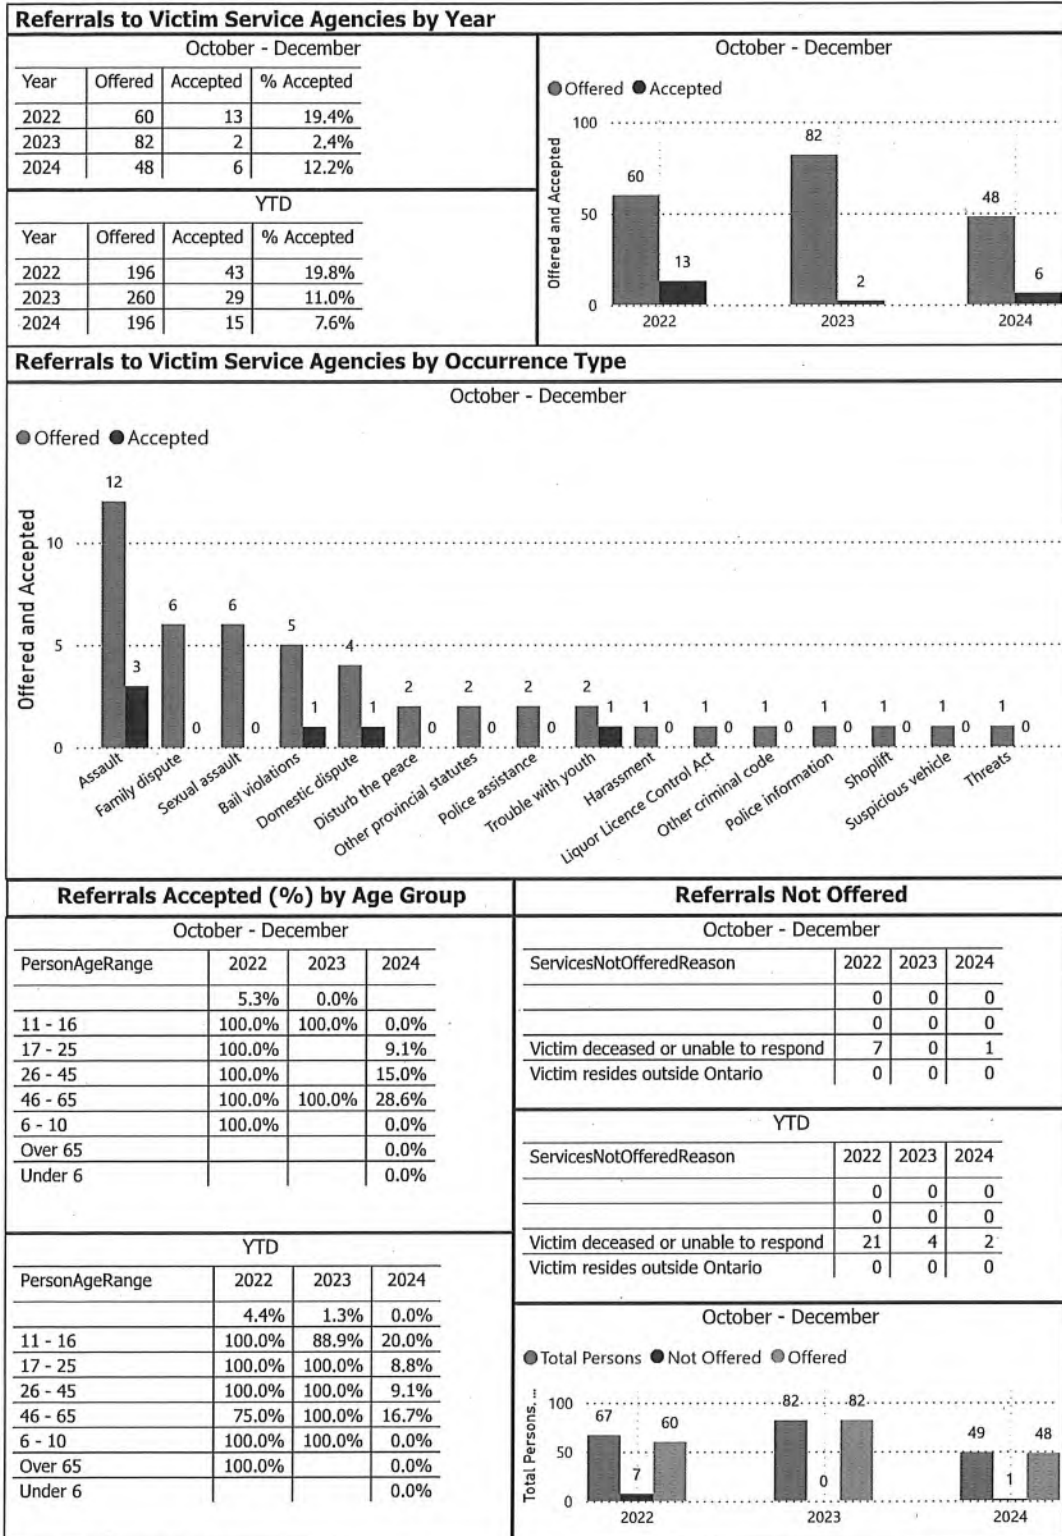 Referrals to Victim Service Agencies by Year
October - December
Year Offered Accepted % Accepted
2022 60 13 19.4%
2023 82 2 2.4%
2024 48 6 12.2%
YTD
Year Offered Accepted % Accepted
2022 196 43 19.8%
2023 260 29 11.0%
2024 196 15 7.6%
October - December
Offered Accepted
Offered and Accepted
100
50
0
60 13 82 2 48 6
2022 2023 2024
Referrals to Victim Service Agencies by Occurrence Type
October - December
Offered Accepted
Offered and Accepted
10
5
0
12 3 6 0 6 0 5 1 4 1 2 0 2 0 2 0 2 1 1 0 1 0 1 0 1 0 1 0 1 0 1 0
Assault
Family dispute
Sexual assault
Bail violations
Domestic dispute
Disturb the peace
Other provincial statutes
Police assistance
Trouble with youth
Harassment
Liquor Licence Control Act
Other criminal code
Police information
Shoplift
Suspicious vehicle
Threats
Referrals Accepted (%) by Age Group
October - December
PersonAgeRange 2022 2023 2024
5.3% 0.0%
11 - 16 100.0% 100.0% 0.0%
17 - 25 100.0% 9.1%
26 - 45 100.0% 15.0%
46 - 65 100.0% 100.0% 28.6%
6 - 10 100.0% 0.0%
Over 65 0.0%
Under 6 0.0%
YTD
PersonAgeRange 2022 2023 2024
4.4% 1.3% 0.0%
11 - 16 100.0% 88.9% 20.0%
17 - 25 100.0% 100.0% 8.8%
26 - 45 100.0% 100.0% 9.1%
46 - 65 75.0% 100.0% 16.7%
6 - 10 100.0% 100.0% 0.0%
Over 65 100.0% 0.0%
Under 6 0.0%
Referrals Not Offered
October - December
ServicesNotOfferedReason 2022 2023 2024
0 0 0
0 0 0
Victim deceased or unable to respond 7 0 1
Victim resides outside Ontario 0 0 0
YTD
ServicesNotOfferedReason 2022 2023 2024
0 0 0
0 0 0
Victim deceased or unable to respond 21 4 2
Victim resides outside Ontario 0 0 0
October - December
Total Persons Not Offered Offered
Total Persons, ...
100
50
0
67 7 60 82 0 82 49 1 48
2022 2023 2024